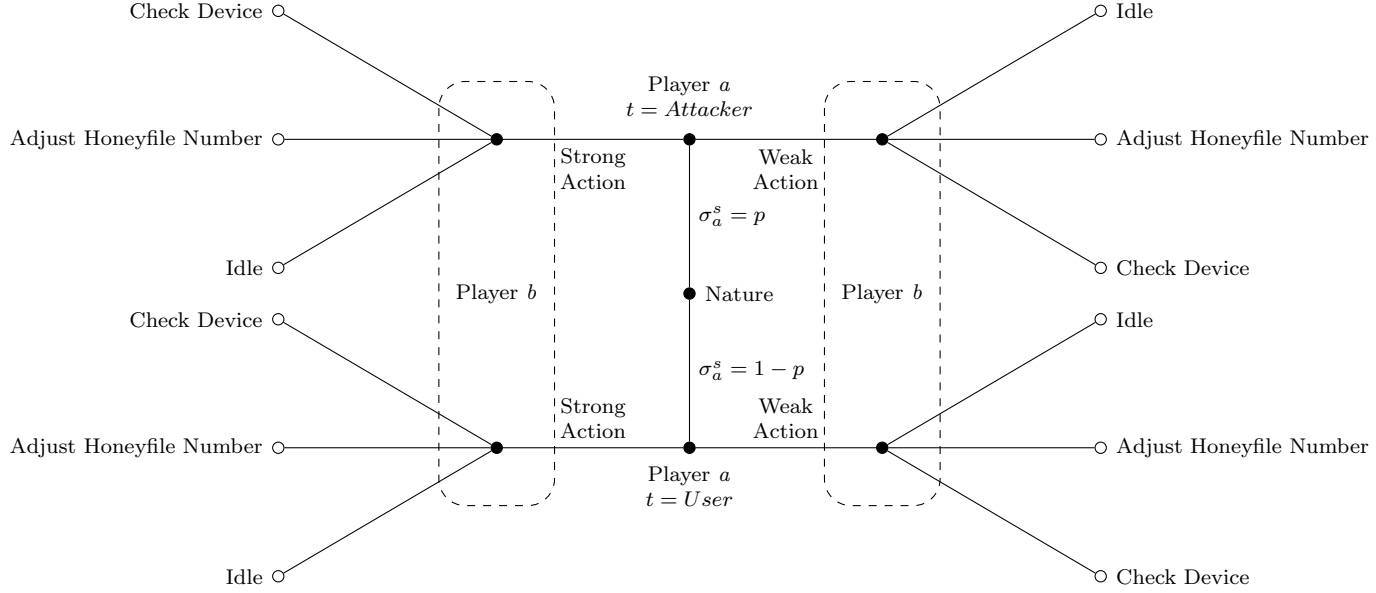 Check Device
Idle
Player a
t = Attacker
Adjust Honeyfile Number
Strong
Action
Weak
Action
Adjust Honeyfile Number
σₐˢ = p
Idle
Check Device
Player b
Nature
Player b
Check Device
Idle
σₐˢ = 1 − p
Strong
Action
Weak
Action
Adjust Honeyfile Number
Adjust Honeyfile Number
Player a
t = User
Idle
Check Device